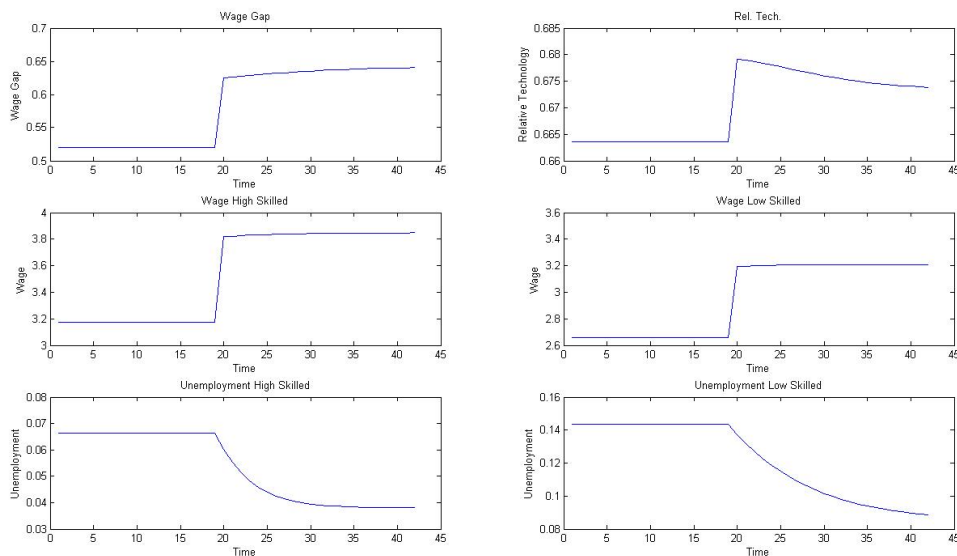 Wage Gap
0.7
0.65
0.6
0.55
0.5
Wage Gap
0 5 10 15 20 25 30 35 40 45
Time
Rel. Tech.
0.685
0.68
0.675
0.67
0.665
0.66
Relative Technology
0 5 10 15 20 25 30 35 40 45
Time
Wage High Skilled
4
3.8
3.6
3.4
3.2
3
Wage
0 5 10 15 20 25 30 35 40 45
Time
Wage Low Skilled
3.6
3.4
3.2
3
2.8
2.6
Wage
0 5 10 15 20 25 30 35 40 45
Time
Unemployment High Skilled
0.08
0.07
0.06
0.05
0.04
0.03
Unemployment
0 5 10 15 20 25 30 35 40 45
Time
Unemployment Low Skilled
0.16
0.14
0.12
0.1
0.08
Unemployment
0 5 10 15 20 25 30 35 40 45
Time